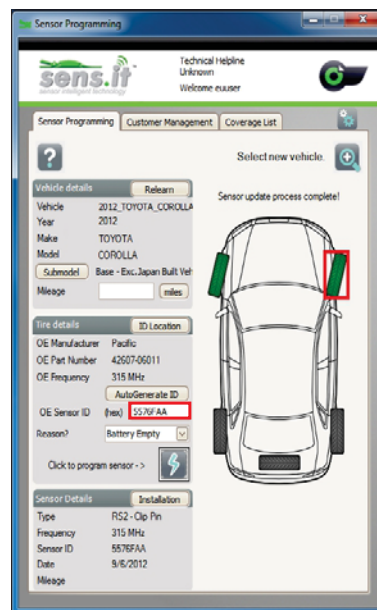 Sensor Programming
sens.it
sensor intelligent technology
Technical Helpline
Unknown
Welcome euuser
Sensor Programming Customer Management Coverage List
?
Select new vehicle.
Vehicle details Relearn
Sensor update process complete!
Vehicle 2012_TOYOTA_COROLLA
Year 2012
Make TOYOTA
Model COROLLA
Submodel Base - Exc.Japan Built Veh
Mileage miles
Tire details ID Location
OE Manufacturer Pacific
OE Part Number 42607-06011
OE Frequency 315 MHz
AutoGenerate ID
OE Sensor ID (hex) 5576FAA
Reason? Battery Empty
Click to program sensor - >
Sensor Details Installation
Type RS2 - Clip Pin
Frequency 315 MHz
Sensor ID 5576FAA
Date 9/6/2012
Mileage